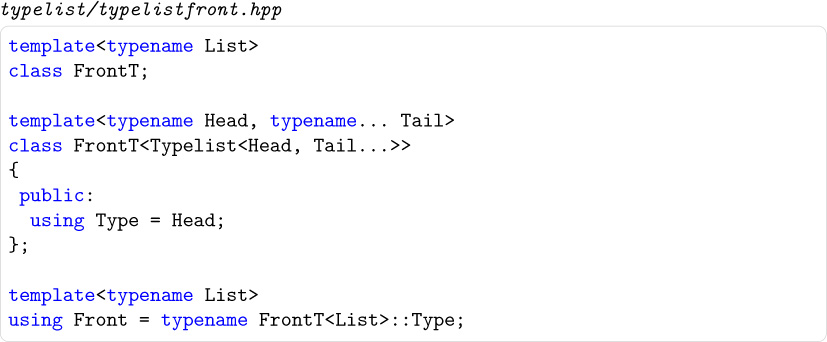 typelist/typelistfront.hpp
template<typename List>
class FrontT;
template<typename Head, typename... Tail>
class FrontT<Typelist<Head, Tail...>>
{
public:
using Type = Head;
};
template<typename List>
using Front = typename FrontT<List>::Type;